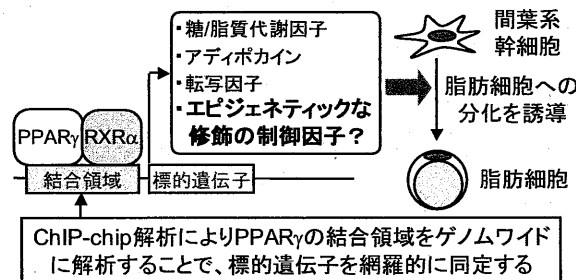 ・糖/脂質代謝因子
・アディポカイン
・転写因子
・エピジェネティックな
修飾の制御因子？
間葉系
幹細胞
脂肪細胞への
分化を誘導
脂肪細胞
PPARγ RXRα
結合領域 標的遺伝子
ChIP-chip解析によりPPARγの結合領域をゲノムワイド
に解析することで、標的遺伝子を網羅的に同定する